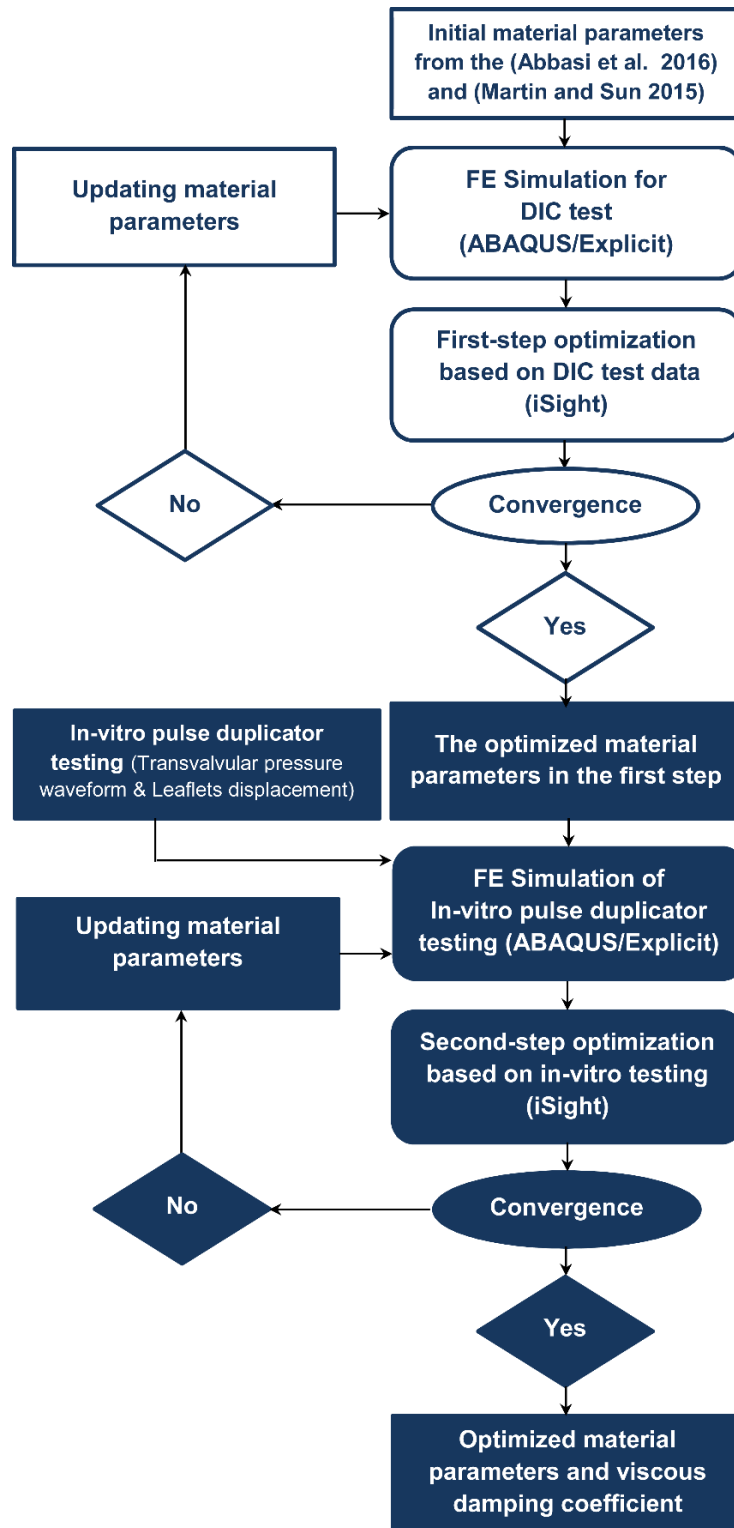 Initial material parameters
from the (Abbasi et al. 2016)
and (Martin and Sun 2015)
Updating material
parameters
FE Simulation for
DIC test
(ABAQUS/Explicit)
First-step optimization
based on DIC test data
(iSight)
No
Convergence
Yes
In-vitro pulse duplicator
testing (Transvalvular pressure
waveform & Leaflets displacement)
The optimized material
parameters in the first step
FE Simulation of
In-vitro pulse duplicator
testing (ABAQUS/Explicit)
Updating material
parameters
Second-step optimization
based on in-vitro testing
(iSight)
No
Convergence
Yes
Optimized material
parameters and viscous
damping coefficient